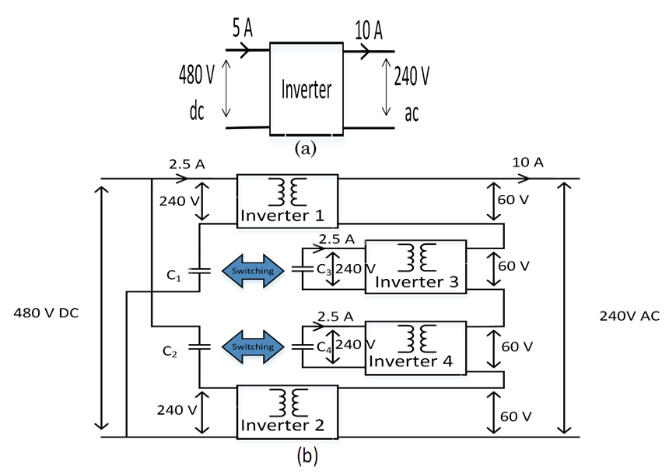 5 A
10 A
480 V
dc
Inverter
240 V
ac
(a)
2.5 A
10 A
240 V
Inverter 1
60 V
2.5 A
C1
Switching
C3
240 V
Inverter 3
60 V
480 V DC
240V AC
2.5 A
C2
Switching
C4
240 V
Inverter 4
60 V
240 V
Inverter 2
60 V
(b)